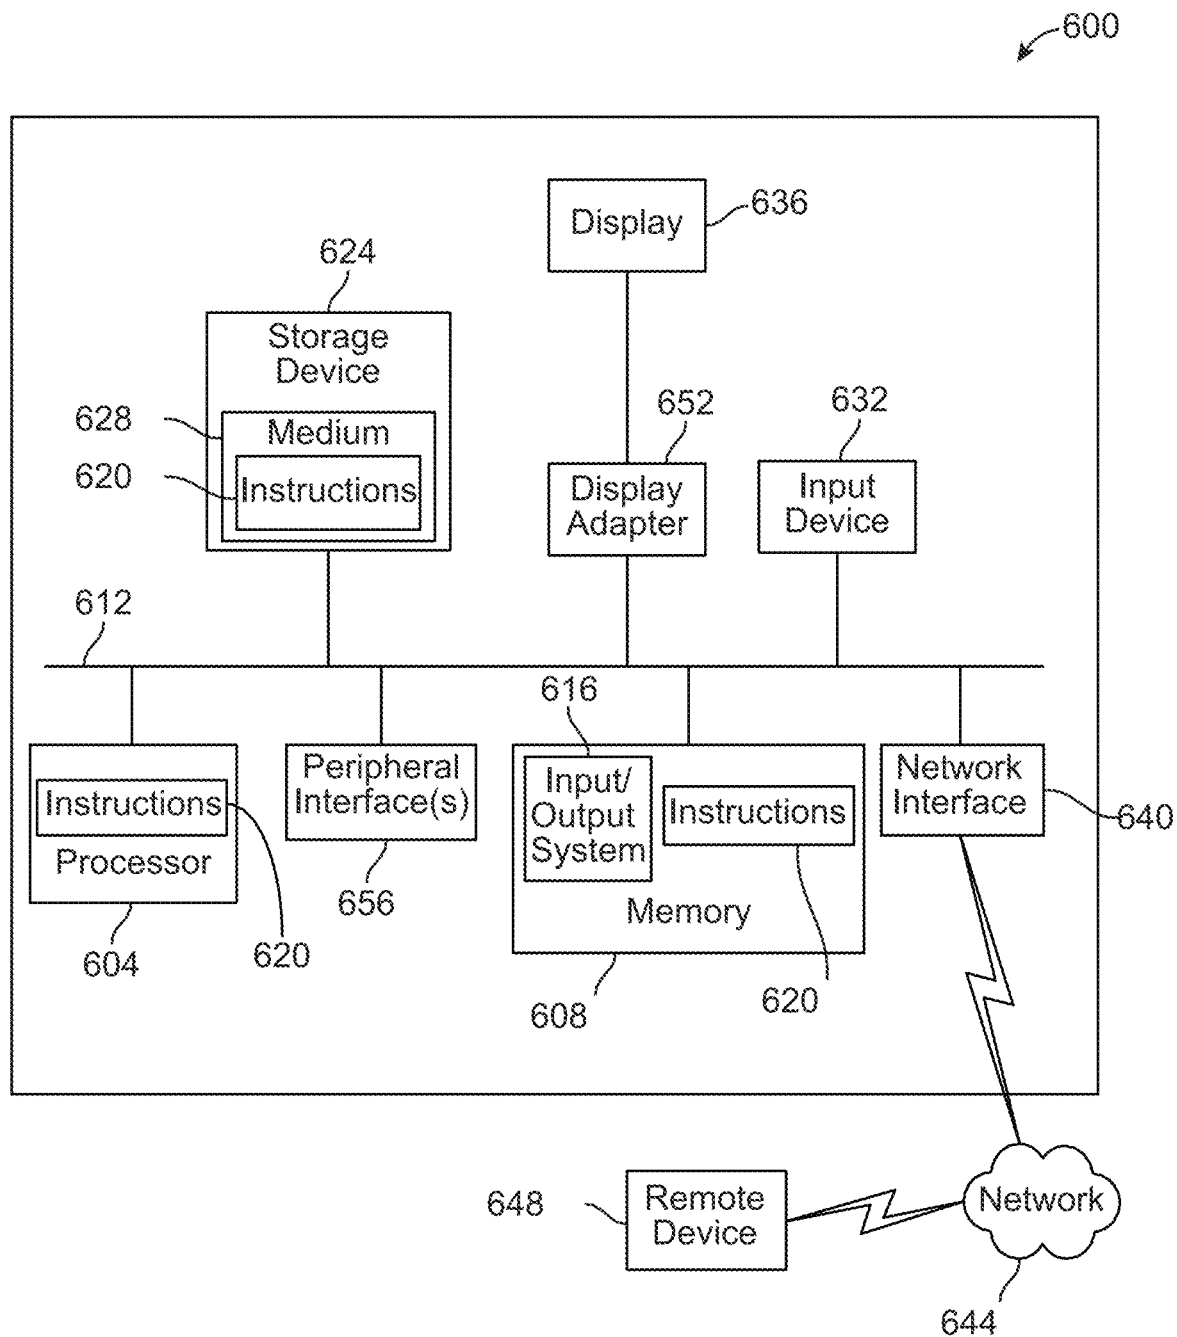 600
Display
636
624
Storage
Device
628
Medium
620
Instructions
652
Display
Adapter
632
Input
Device
612
616
Instructions
Processor
604
620
Peripheral
Interface(s)
656
Input/
Output
System
Instructions
Memory
608
620
Network
Interface
640
648
Remote
Device
Network
644